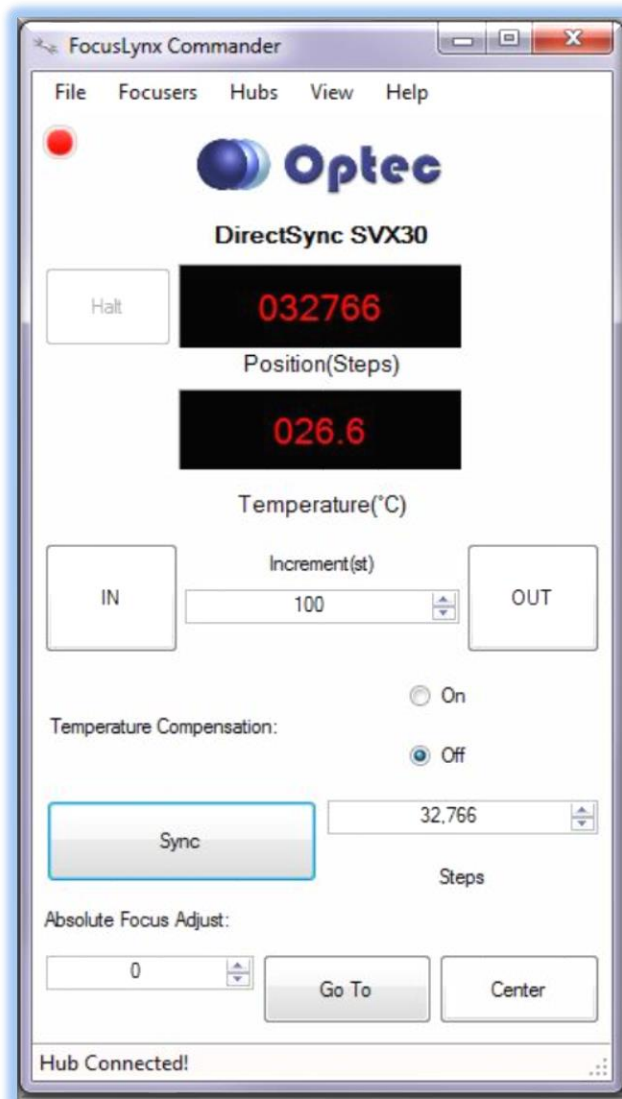 FocusLynx Commander
File Focusers Hubs View Help
Optec
DirectSync SVX30
Halt
032766
Position(Steps)
026.6
Temperature(°C)
IN
Increment(st)
100
OUT
On
Temperature Compensation:
Off
Sync
32,766
Steps
Absolute Focus Adjust:
0
Go To
Center
Hub Connected!